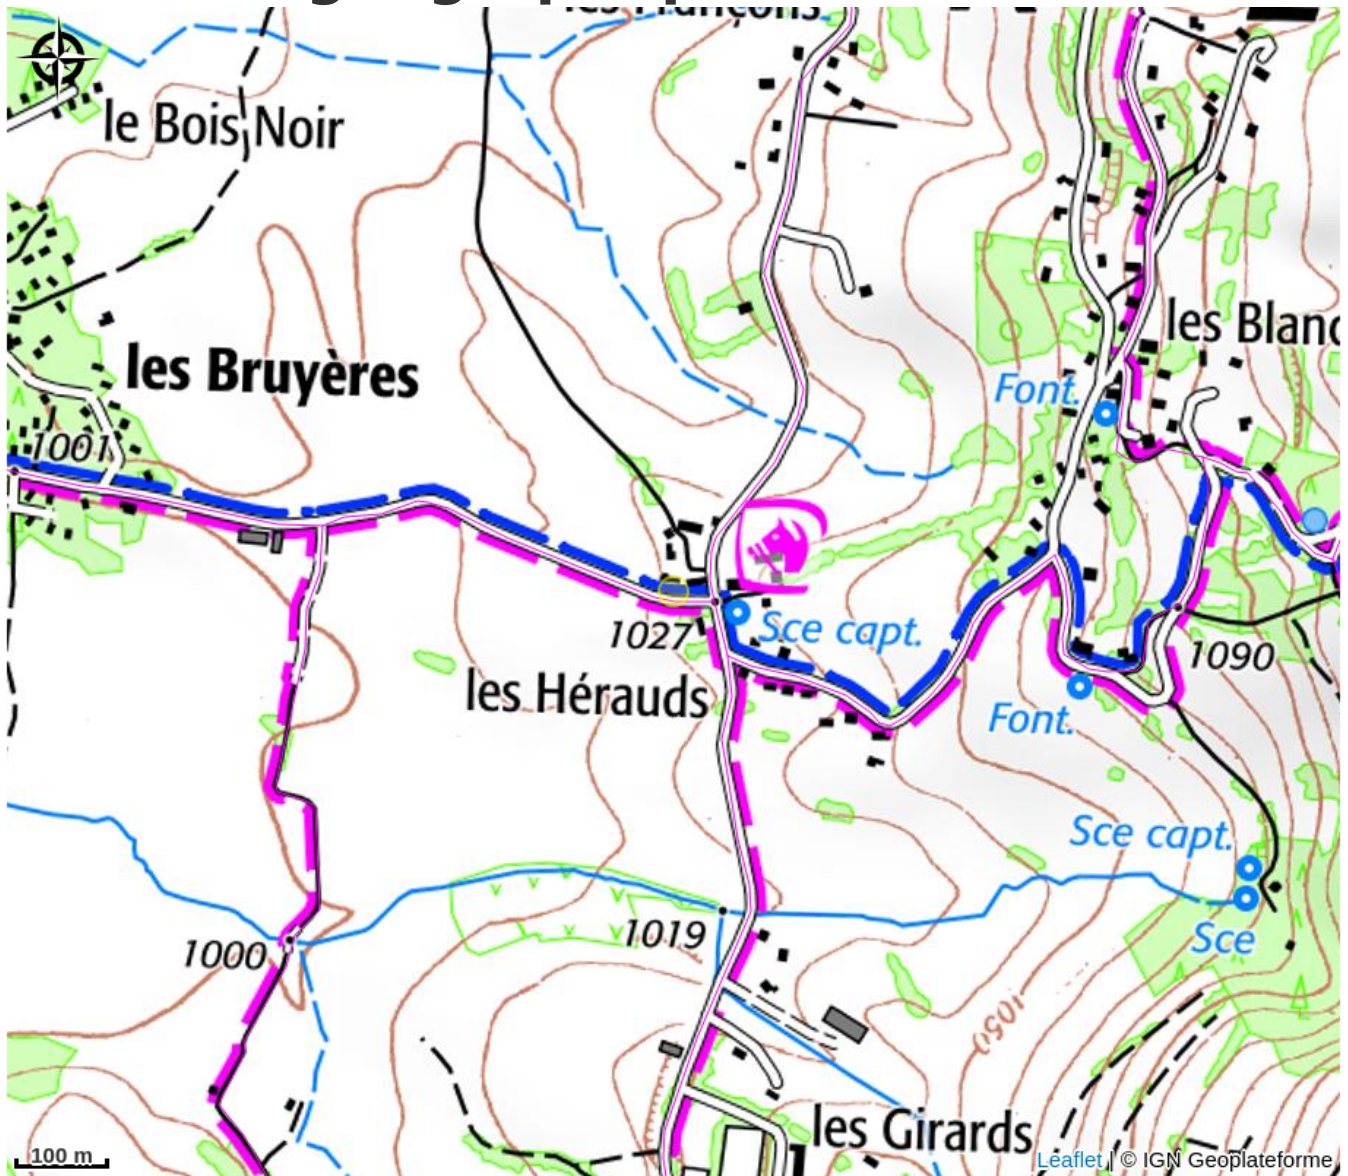 le Bois Noir
les Bruyères
les Blanc
Font.
1001
1027
Sce capt.
1090
les Hérauds
Font.
Sce capt.
1019
1000
Sce
1050
les Girards
100 m
Leaflet | © IGN Geoplateforme